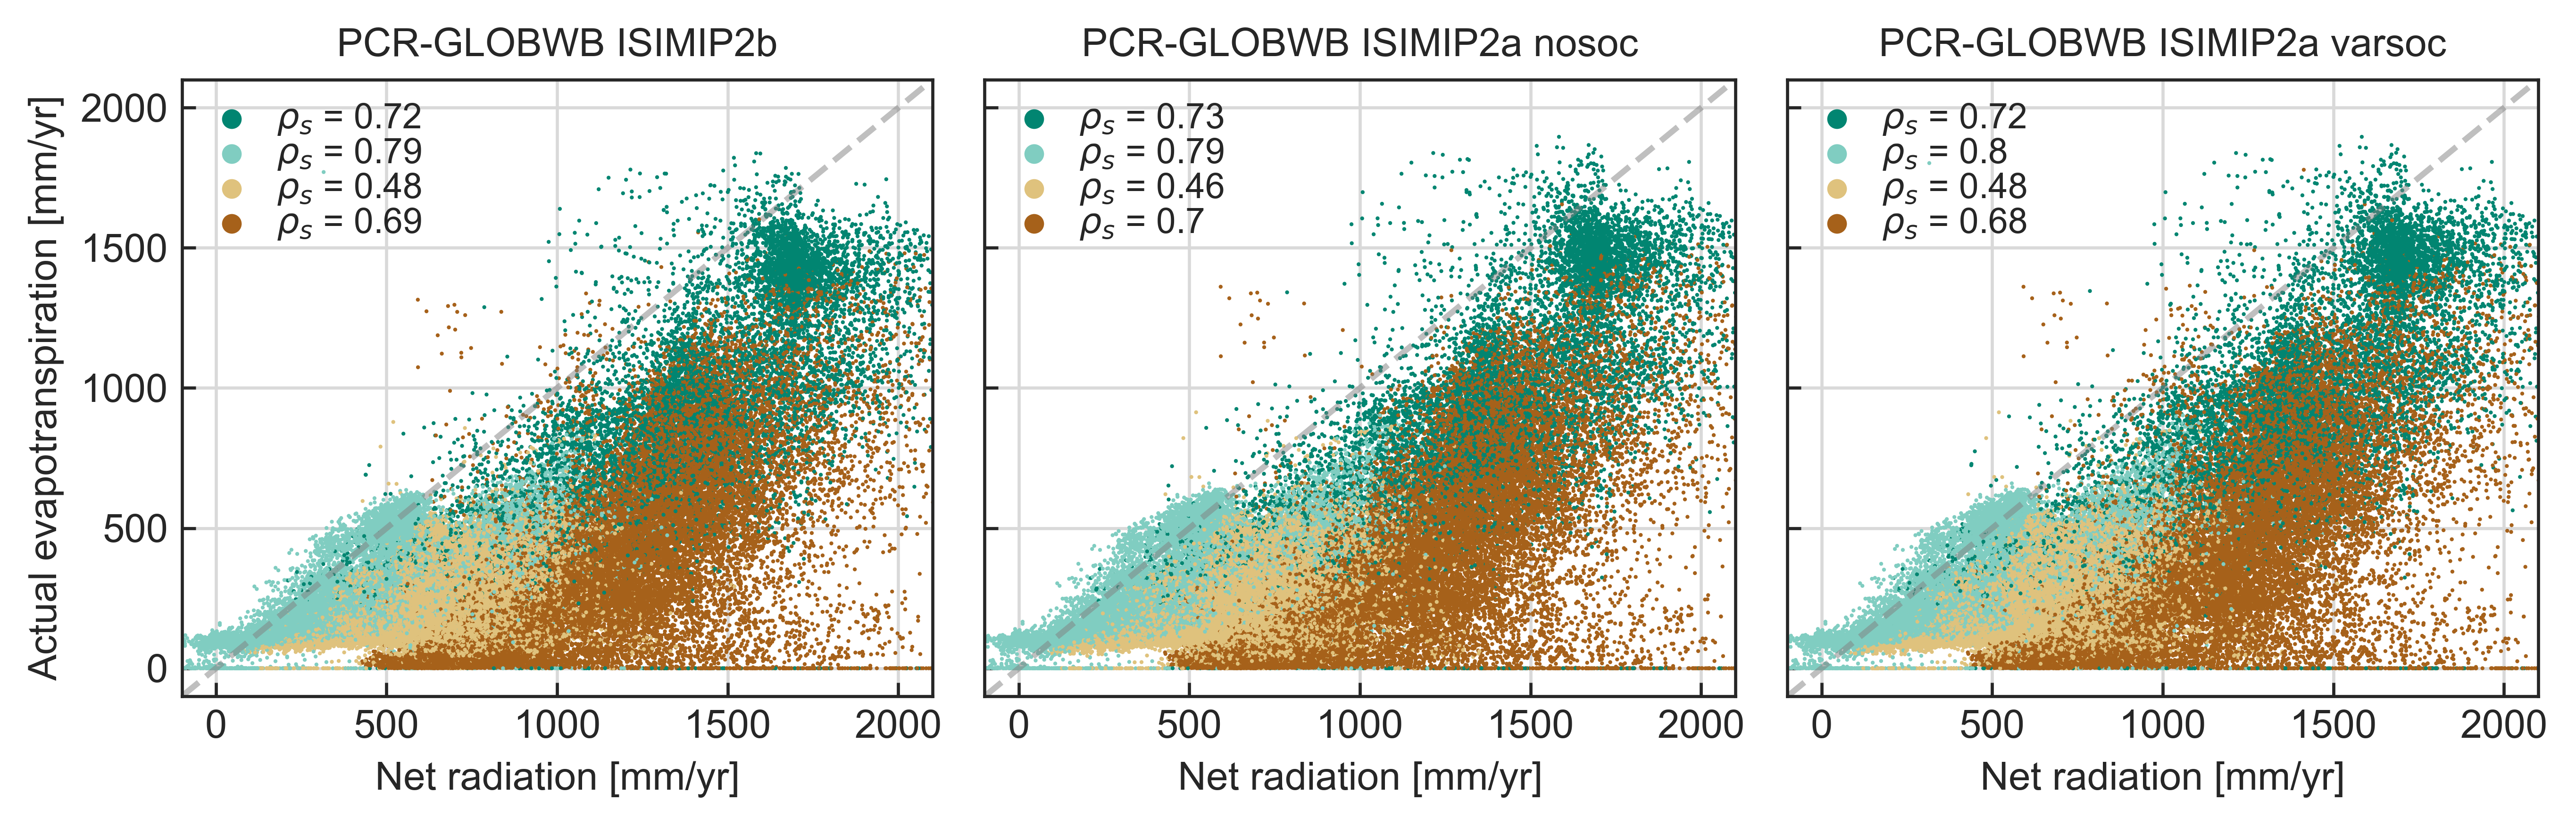 PCR-GLOBWB ISIMIP2b
PCR-GLOBWB ISIMIP2a nosoc
PCR-GLOBWB ISIMIP2a varsoc
Actual evapotranspiration [mm/yr]
2000
1500
1000
500
0
ρs = 0.72
ρs = 0.79
ρs = 0.48
ρs = 0.69
ρs = 0.73
ρs = 0.79
ρs = 0.46
ρs = 0.7
ρs = 0.72
ρs = 0.8
ρs = 0.48
ρs = 0.68
0 500 1000 1500 2000
0 500 1000 1500 2000
0 500 1000 1500 2000
Net radiation [mm/yr]
Net radiation [mm/yr]
Net radiation [mm/yr]